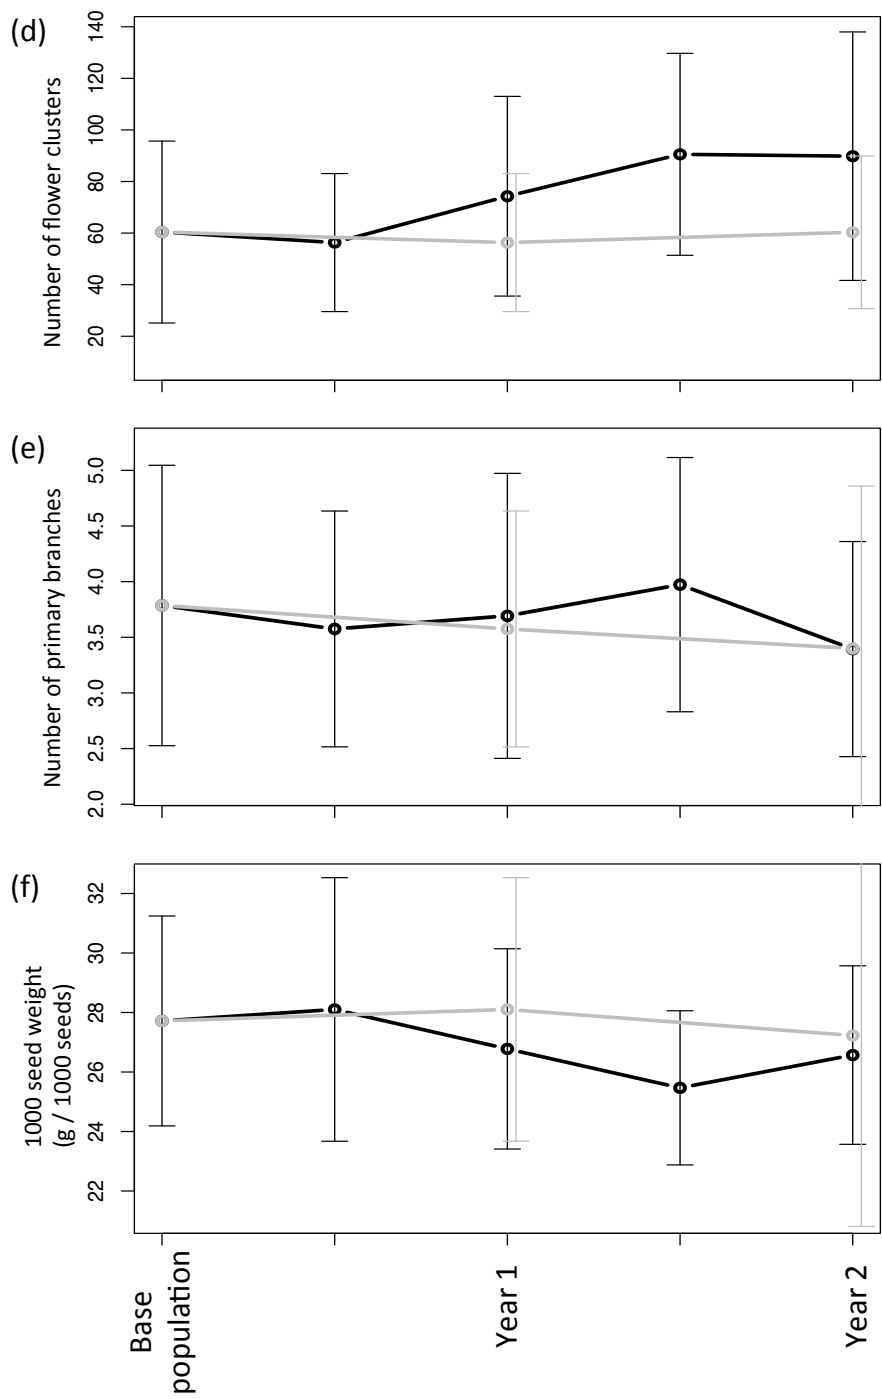 (d)
Number of flower clusters
140
120
100
80
60
40
20
(e)
Number of primary branches
5.0
4.5
4.0
3.5
3.0
2.5
2.0
(f)
1000 seed weight
(g / 1000 seeds)
32
30
28
26
24
22
Base
population
Year 1
Year 2